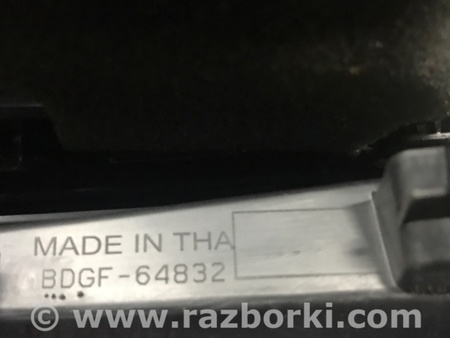 MADE IN THA
BDGF-64832
© www.razborki.com